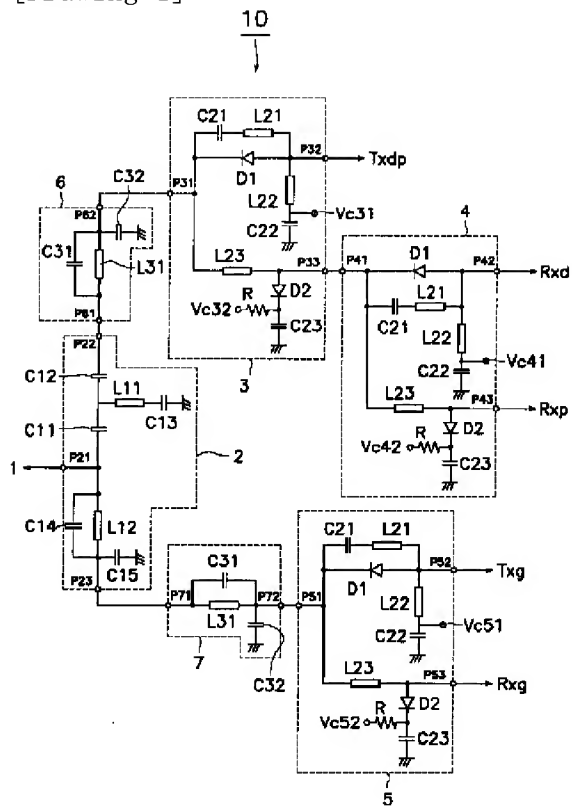 10
C21 L21
P32
Txdp
D1
L22
Vc31
C22
P31
6
C32
P62
C31
L31
P61
L23
P33
D2
Vc32
R
C23
3
4
P41
D1
P42
Rxd
L21
C21
L22
Vc41
C22
L23
P43
Rxp
D2
Vc42
R
C23
P22
C12
L11
C13
C11
2
P21
1
C14
L12
C15
P23
P71
C31
P72
L31
C32
7
P51
C21
L21
P52
Txg
D1
L22
Vc51
C22
L23
P53
Rxg
D2
Vc52
R
C23
5